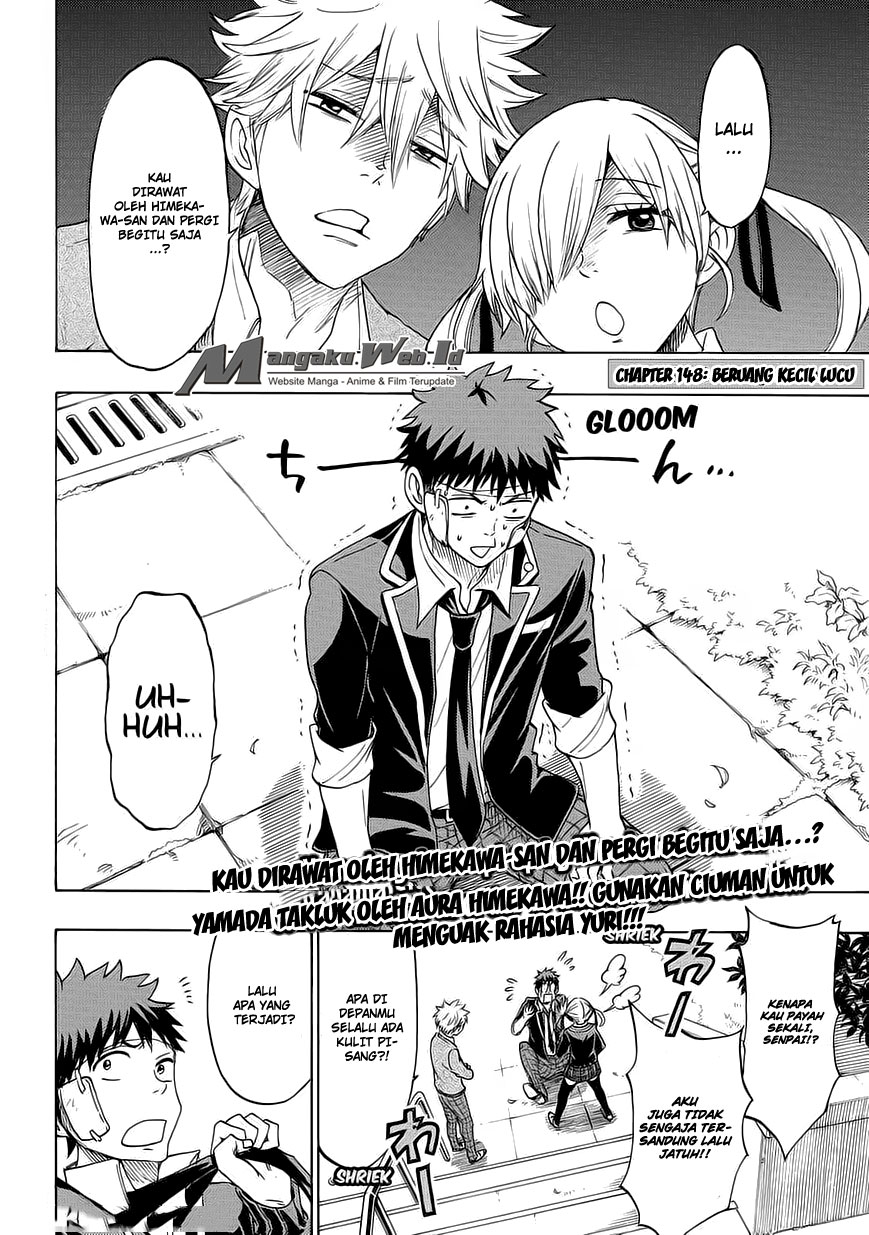 LALU
...
KAU
DIRAWAT
OLEH HIMEKA-
WA-SAN DAN PERGI
BEGITU SAJA
...?
Mangaku.Web.Id
Website Manga - Anime & Film Terupdate
CHAPTER 148: BERUANG KECIL LUCU
GLOOOM
ち——ん...
UH-
HUH...
KAU DIRAWAT OLEH HIMEKAWA-SAN DAN PERGI BEGITU SAJA...?
YAMADA TAKLUK OLEH AURA HIMEKAWA!! GUNAKAN CIUMAN UNTUK
MENGUAK RAHASIA YURI!!!
KENAPA
KAU PAYAH
SEKALI,
SENPAI!?
SHRIEK
わー
AKU
JUGA TIDAK
SENGAJA TER-
SANDUNG LALU
JATUH!!
APA DI
DEPANMU
SELALU ADA
KULIT PI-
SANG?!
わー
SHRIEK
LALU
APA YANG
TERJADI?